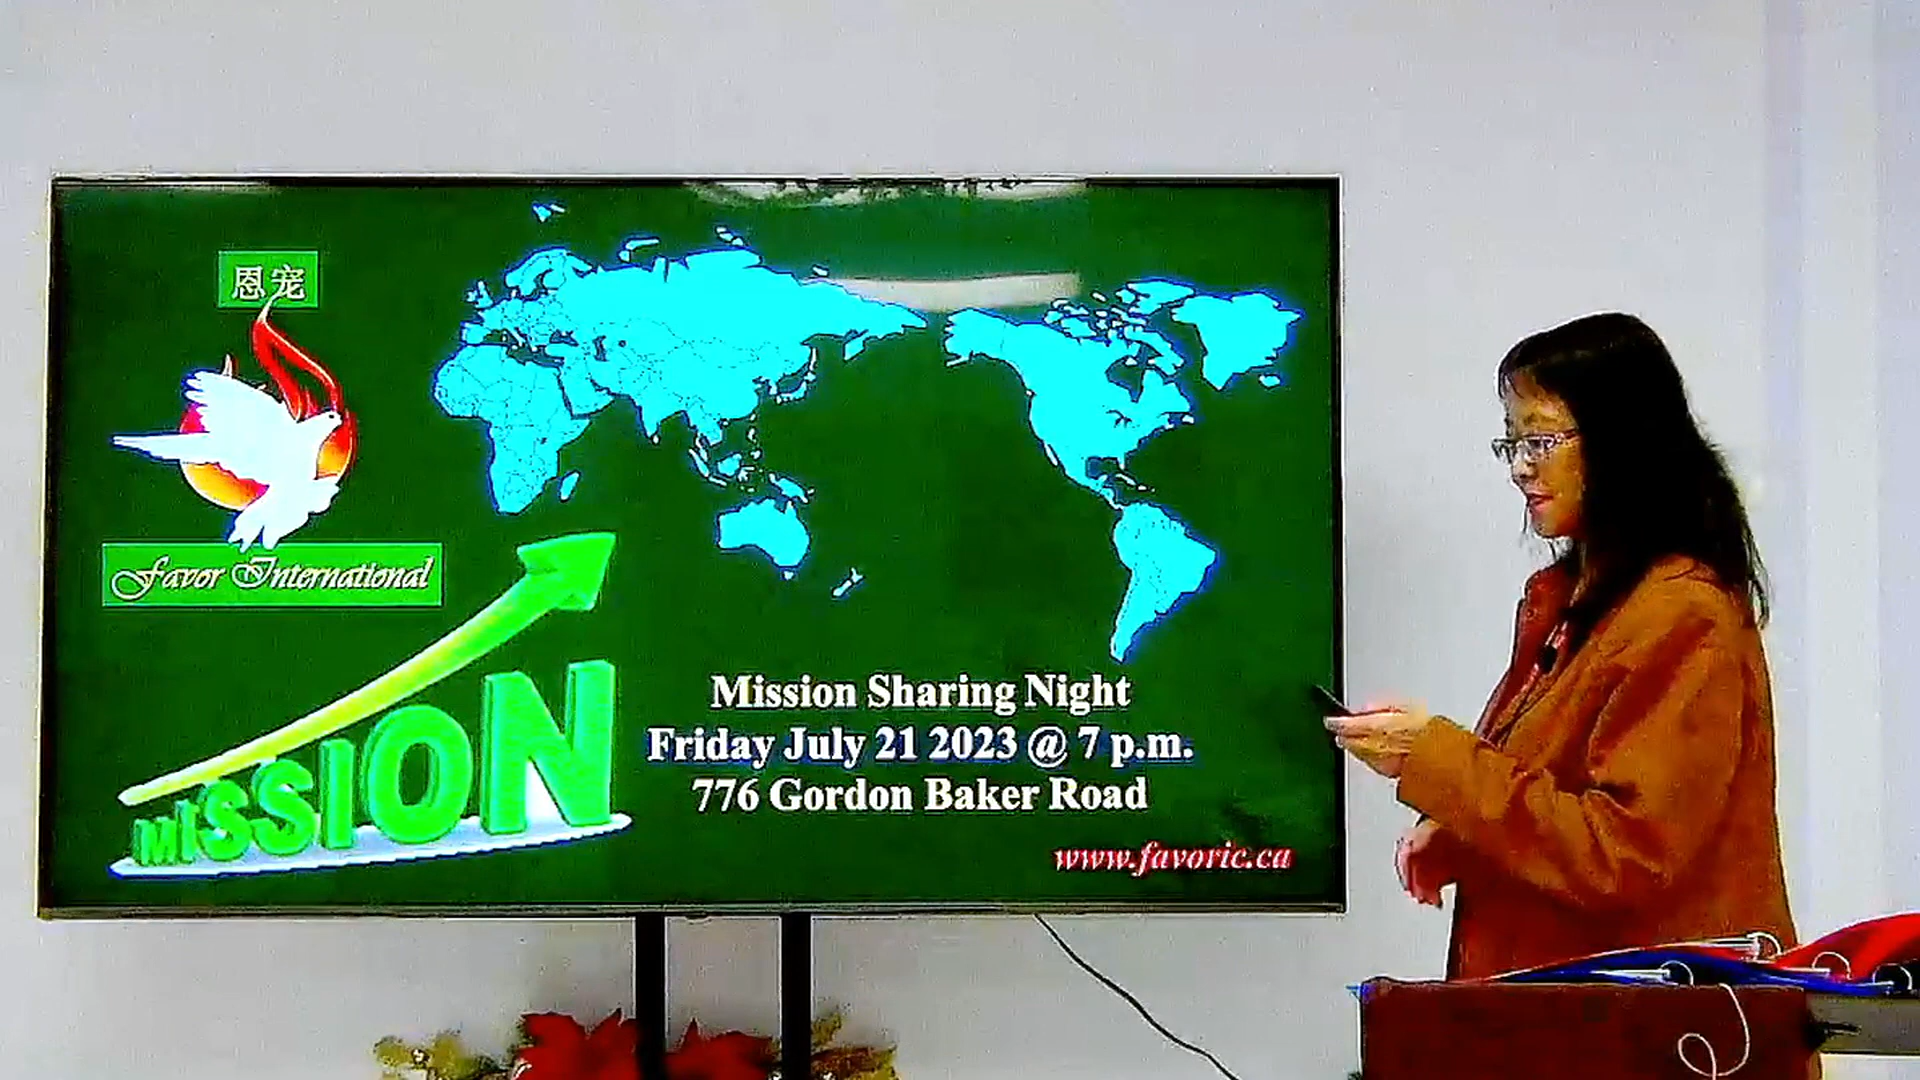 恩宠
Favor International
MISSION
Mission Sharing Night
Friday July 21 2023 @ 7 p.m.
776 Gordon Baker Road
www.favoric.ca